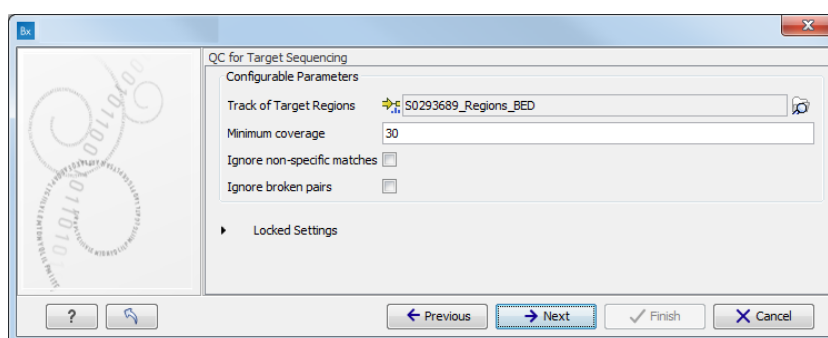 Bx
QC for Target Sequencing
Configurable Parameters
Track of Target Regions S0293689_Regions_BED
Minimum coverage 30
Ignore non-specific matches
Ignore broken pairs
Locked Settings
? Previous Next Finish Cancel